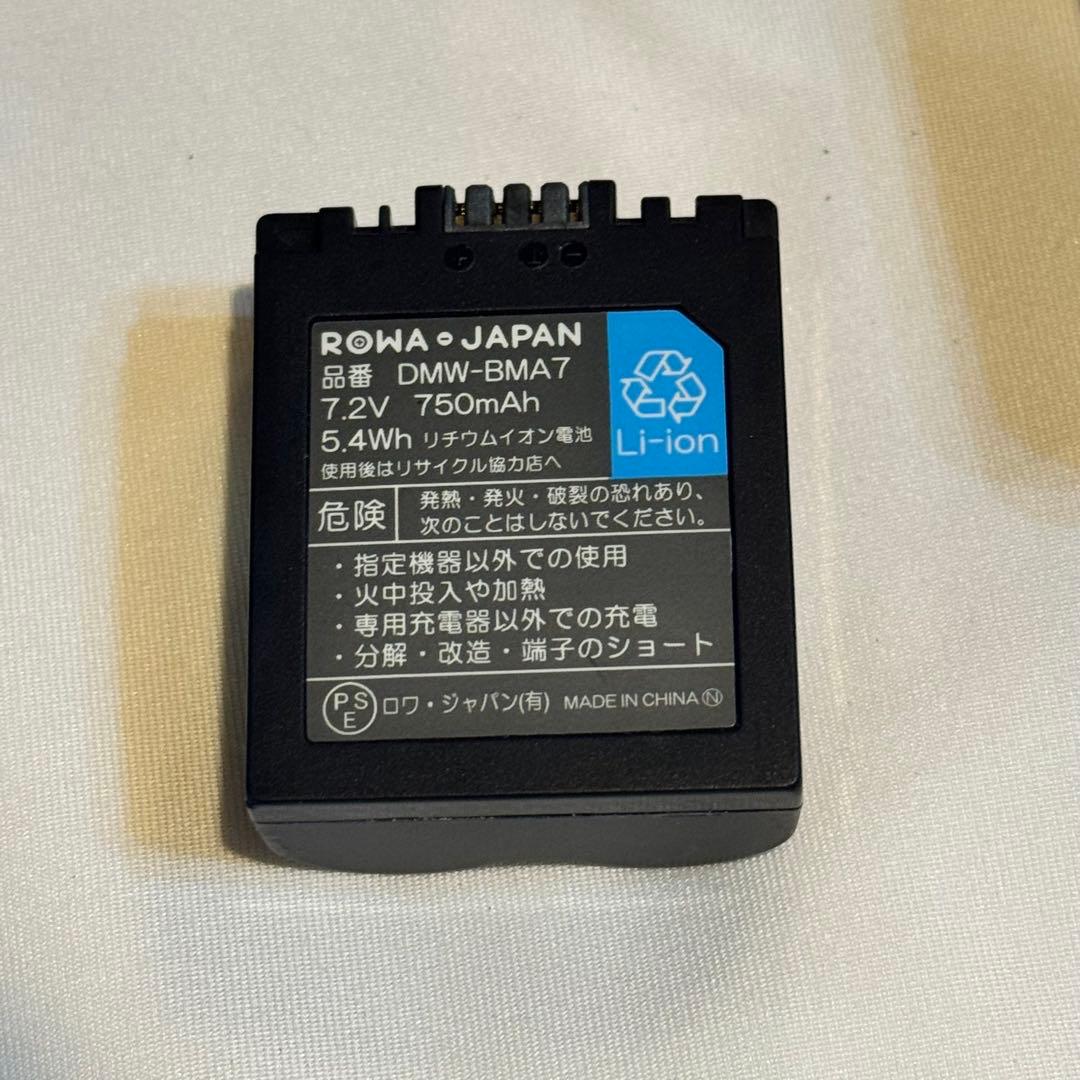 ROWA JAPAN
品番 DMW-BMA7
7.2V 750mAh
5.4Wh リチウムイオン電池
使用後はリサイクル協力店へ
Li-ion
危険
発熱・発火・破裂の恐れあり、
次のことはしないでください。
・指定機器以外での使用
・火中投入や加熱
・専用充電器以外での充電
・分解・改造・端子のショート
PSE ロワ・ジャパン(有) MADE IN CHINA Ⓝ